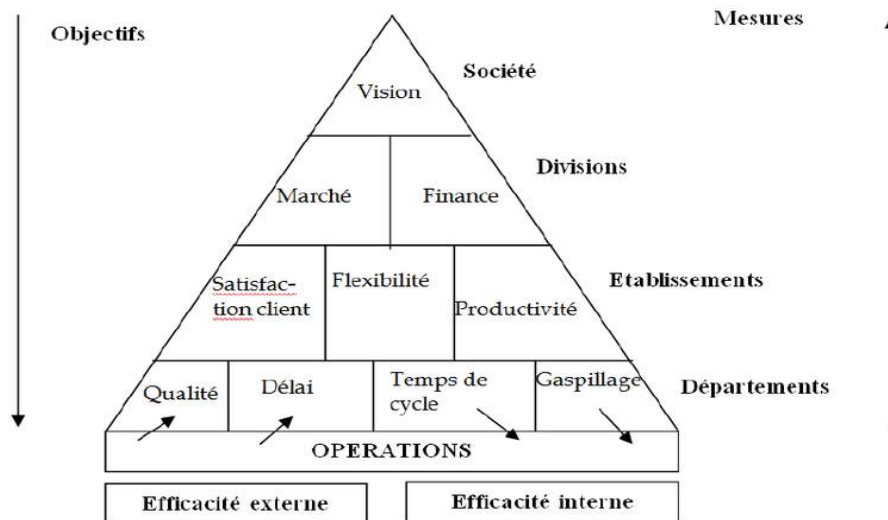 Objectifs
Mesures
Société
Vision
Divisions
Marché
Finance
Etablissements
Satisfac-
tion client
Flexibilité
Productivité
Départements
Qualité
Délai
Temps de
cycle
Gaspillage
OPERATIONS
Efficacité externe
Efficacité interne